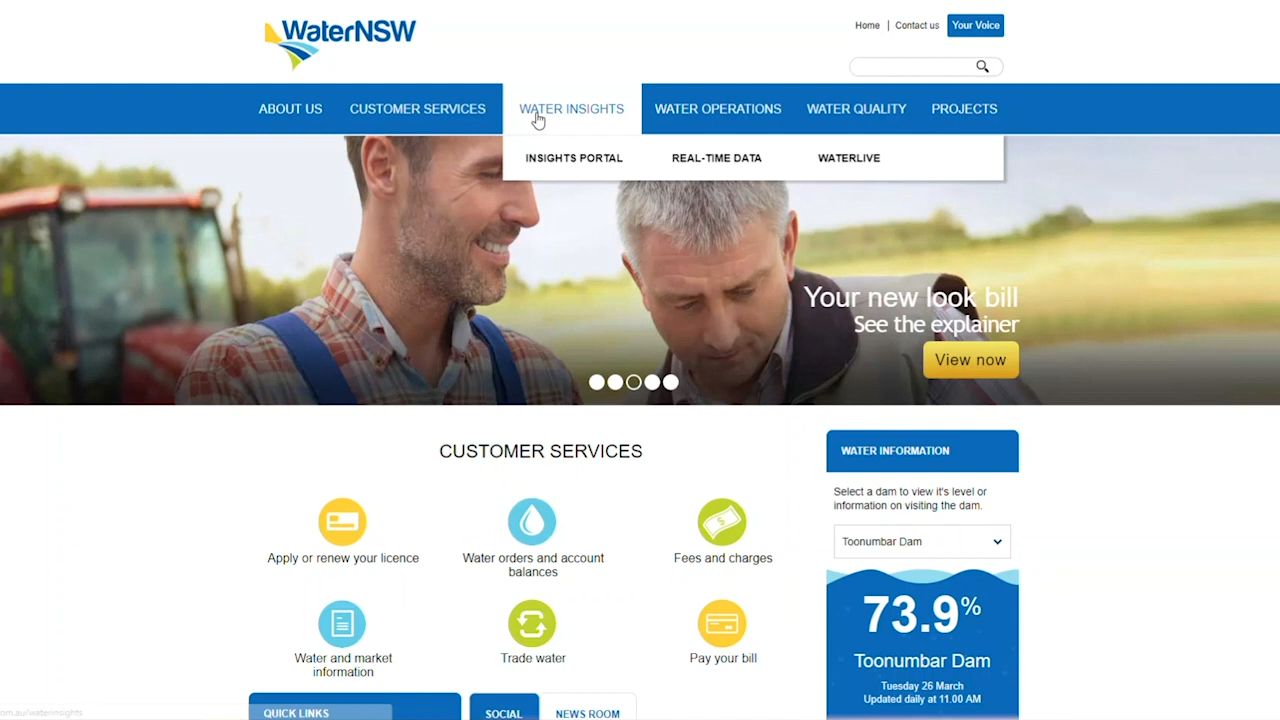 WaterNSW
Home | Contact us Your Voice
ABOUT US CUSTOMER SERVICES WATER INSIGHTS WATER OPERATIONS WATER QUALITY PROJECTS
INSIGHTS PORTAL REAL-TIME DATA WATERLIVE
Your new look bill
See the explainer
View now
CUSTOMER SERVICES
Apply or renew your licence
Water orders and account
balances
Fees and charges
Water and market
information
Trade water
Pay your bill
WATER INFORMATION
Select a dam to view it's level or
information on visiting the dam.
Toonumbar Dam
73.9%
Toonumbar Dam
Tuesday 26 March
Updated daily at 11.00 AM
QUICK LINKS
SOCIAL
NEWS ROOM
om.au/waterinsights